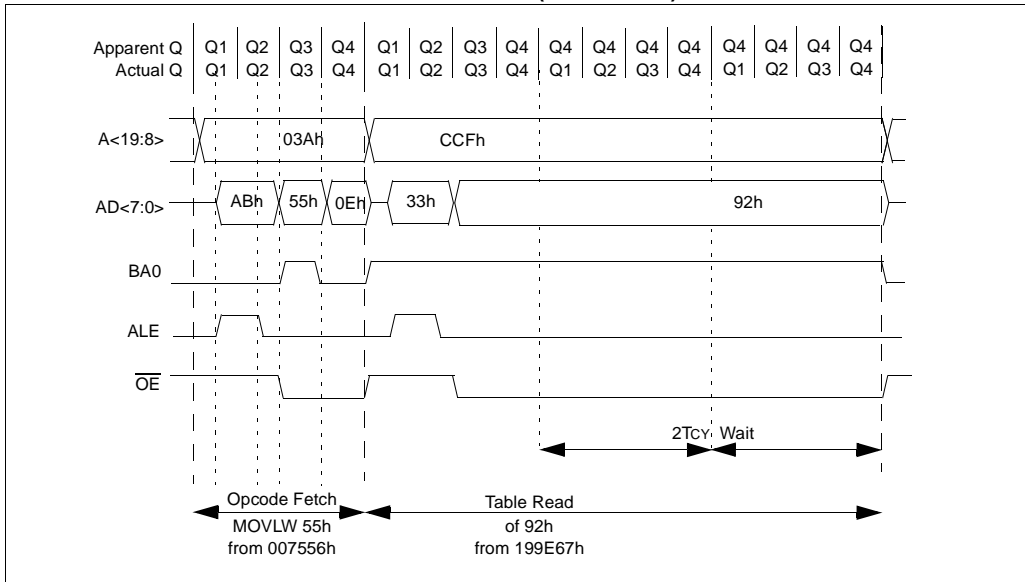 Apparent Q Q1 Q2 Q3 Q4 Q1 Q2 Q3 Q4 Q4 Q4 Q4 Q4 Q4 Q4 Q4 Q4
Actual Q Q1 Q2 Q3 Q4 Q1 Q2 Q3 Q4 Q1 Q2 Q3 Q4 Q1 Q2 Q3 Q4
A<19:8> 03Ah CCFh
AD<7:0> ABh 55h 0Eh 33h 92h
BA0
ALE
OE
2TCY Wait
Opcode Fetch Table Read
MOVLW 55h of 92h
from 007556h from 199E67h